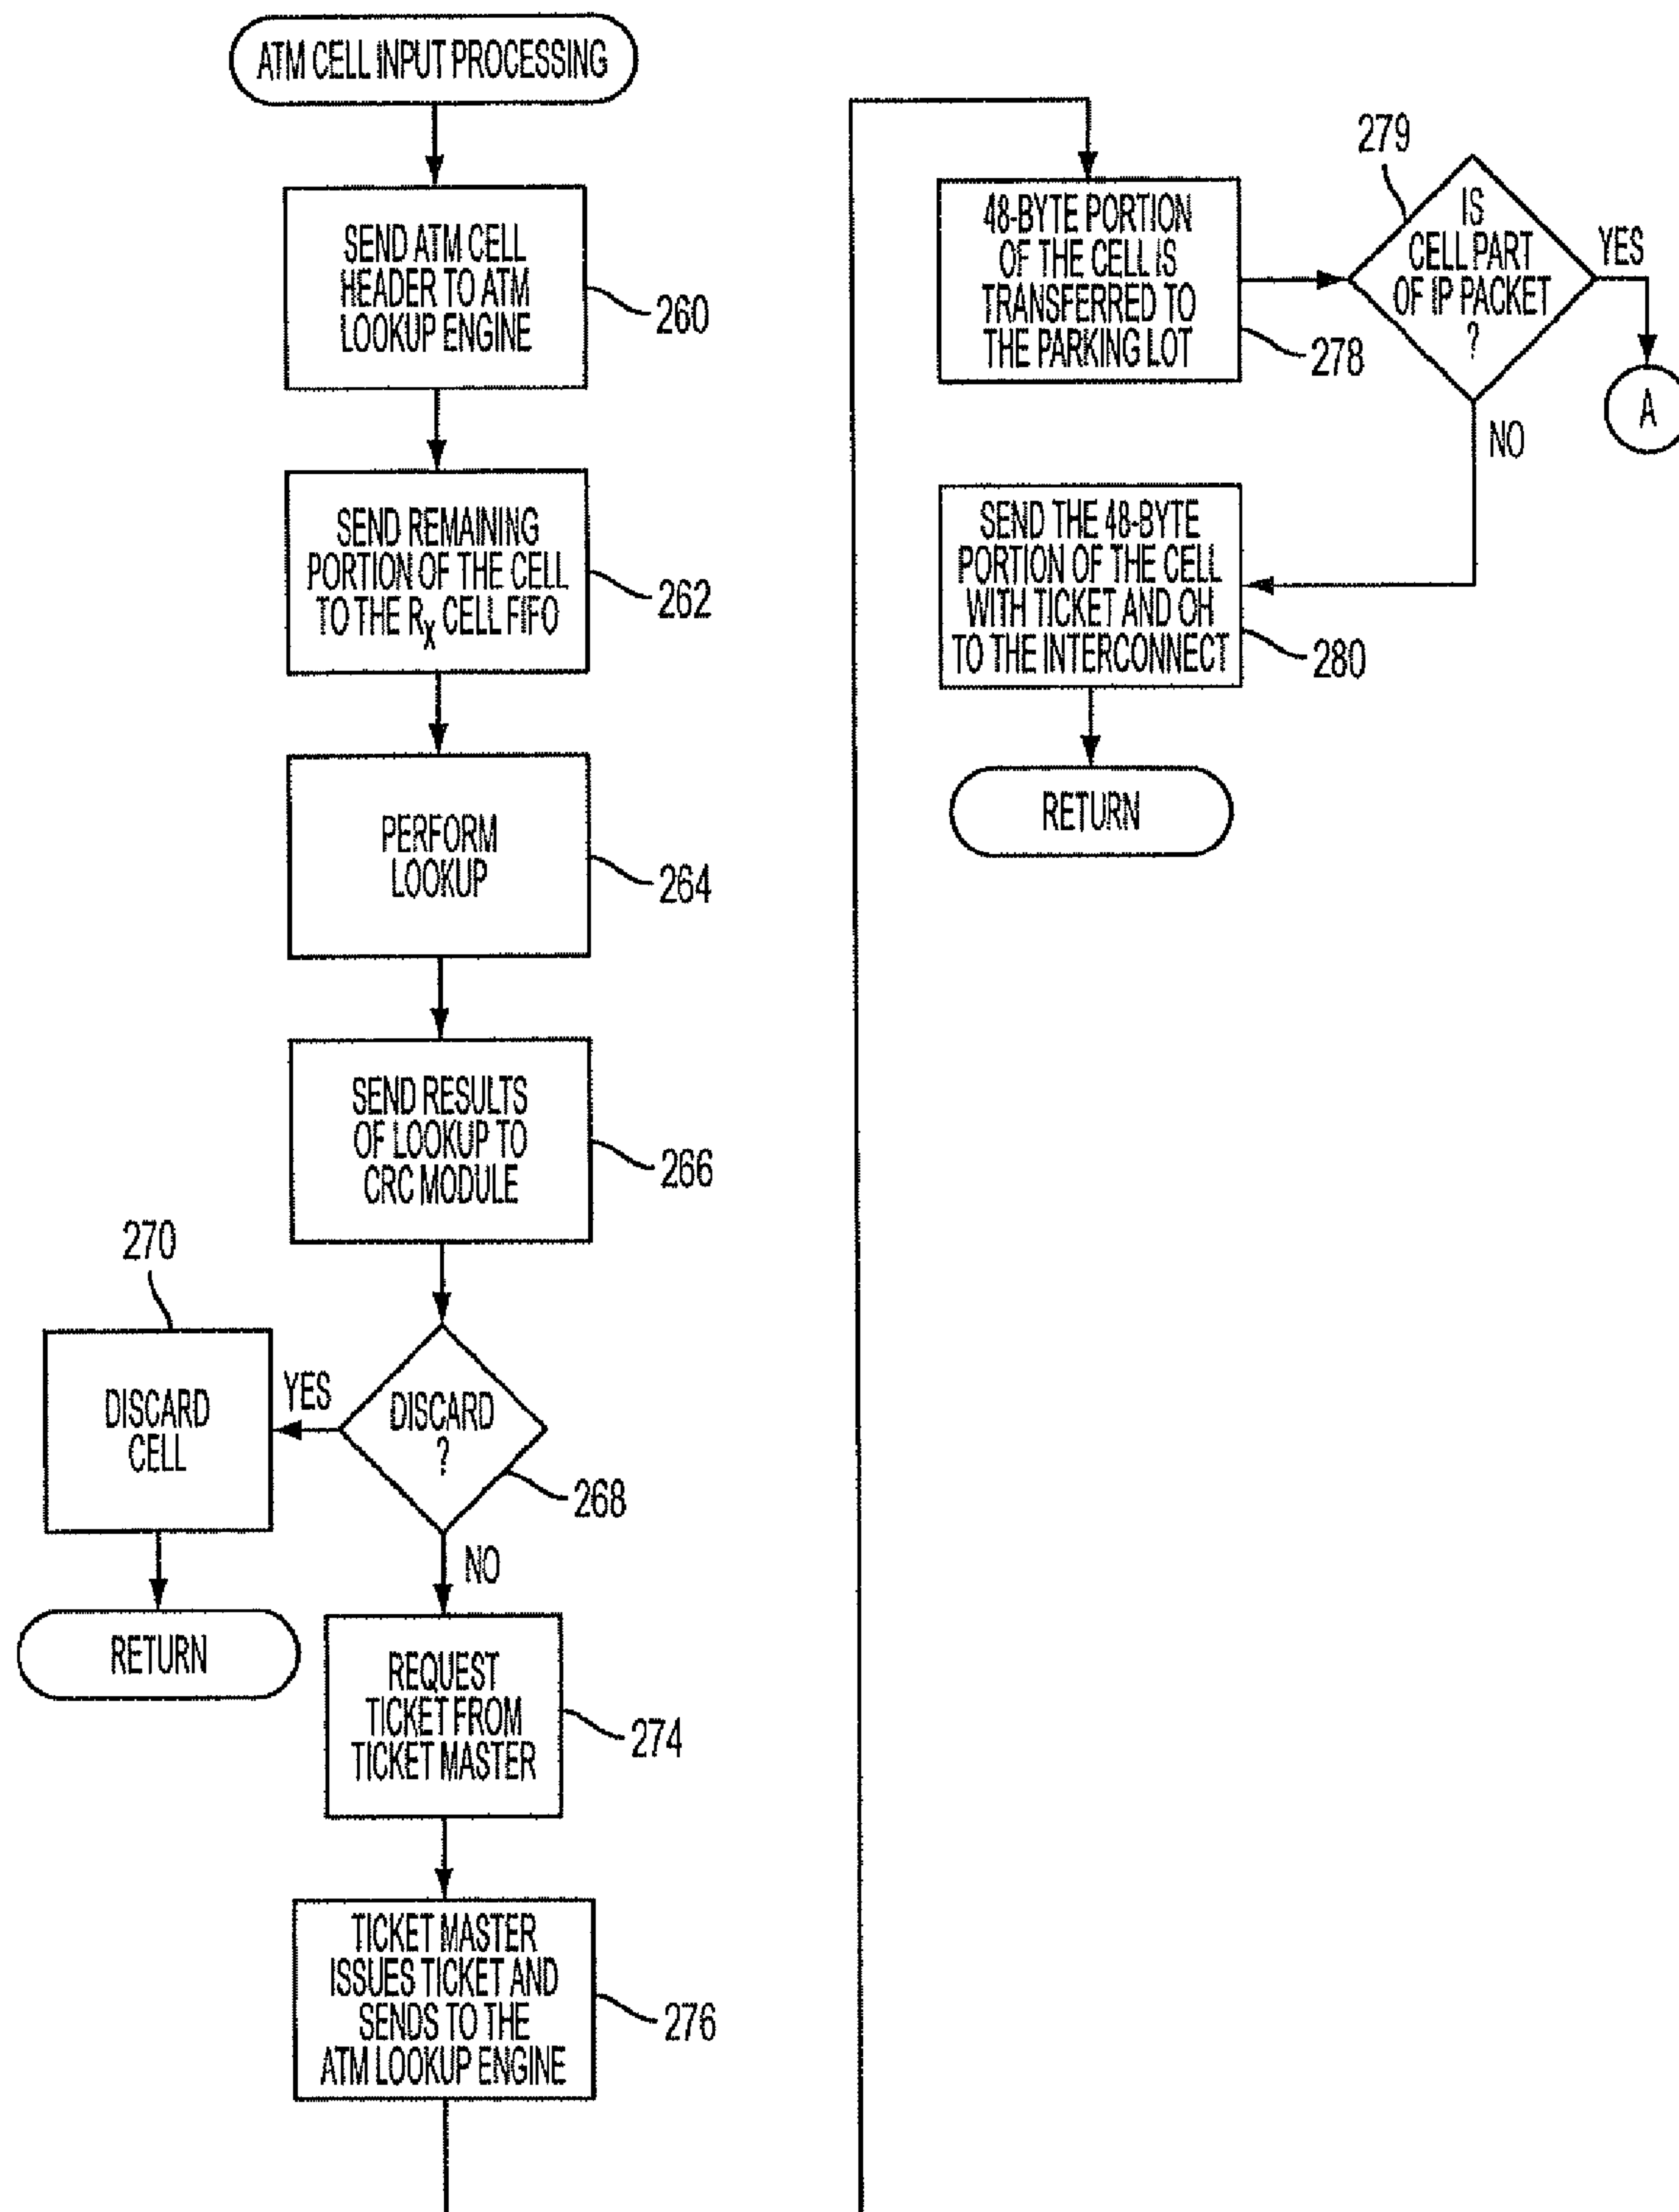 ATM CELL INPUT PROCESSING
SEND ATM CELL
HEADER TO ATM
LOOKUP ENGINE
260
SEND REMAINING
PORTION OF THE CELL
TO THE RX CELL FIFO
262
PERFORM
LOOKUP
264
SEND RESULTS
OF LOOKUP TO
CRC MODULE
266
270
DISCARD
CELL
YES
DISCARD
?
268
RETURN
NO
REQUEST
TICKET FROM
TICKET MASTER
274
TICKET MASTER
ISSUES TICKET AND
SENDS TO THE
ATM LOOKUP ENGINE
276
48-BYTE PORTION
OF THE CELL IS
TRANSFERRED TO
THE PARKING LOT
278
279
IS
CELL PART
OF IP PACKET
?
YES
A
NO
SEND THE 48-BYTE
PORTION OF THE CELL
WITH TICKET AND OH
TO THE INTERCONNECT
280
RETURN